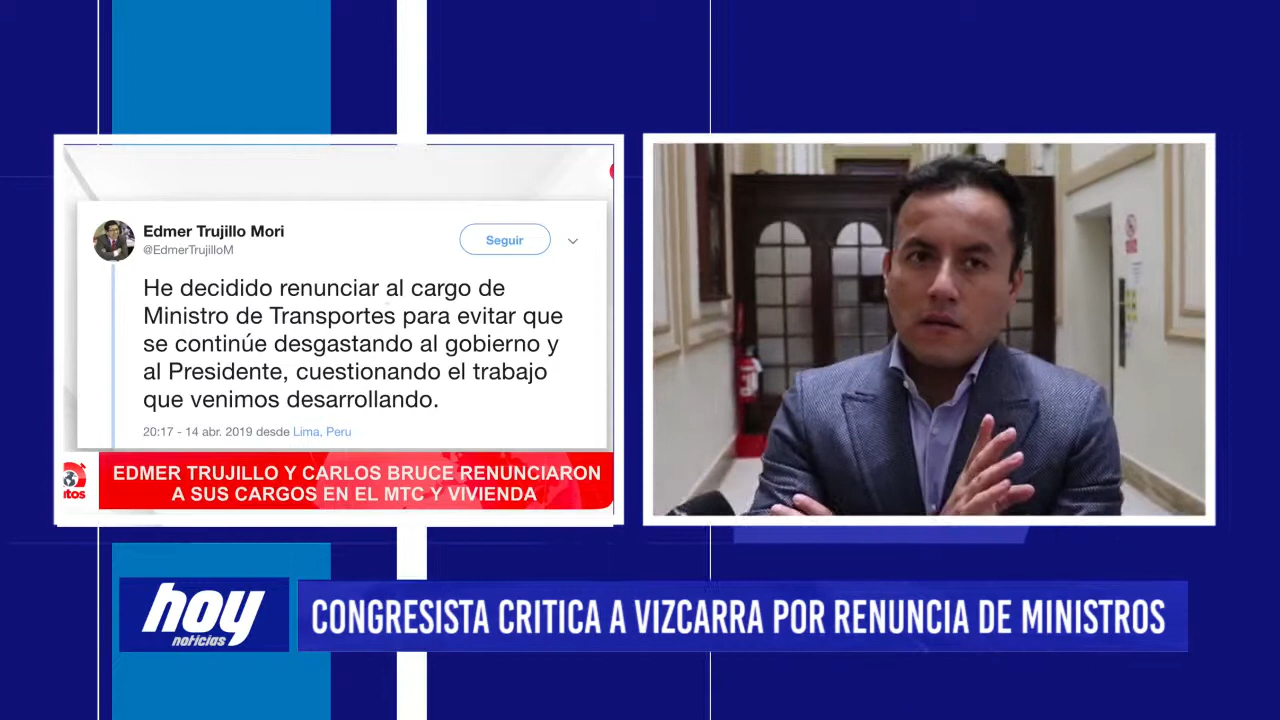 Edmer Trujillo Mori
@EdmerTrujilloM
Seguir
He decidido renunciar al cargo de
Ministro de Transportes para evitar que
se continúe desgastando al gobierno y
al Presidente, cuestionando el trabajo
que venimos desarrollando.
20:17 - 14 abr. 2019 desde Lima, Peru
utos
EDMER TRUJILLO Y CARLOS BRUCE RENUNCIARON
A SUS CARGOS EN EL MTC Y VIVIENDA
hoy
noticias
CONGRESISTA CRITICA A VIZCARRA POR RENUNCIA DE MINISTROS